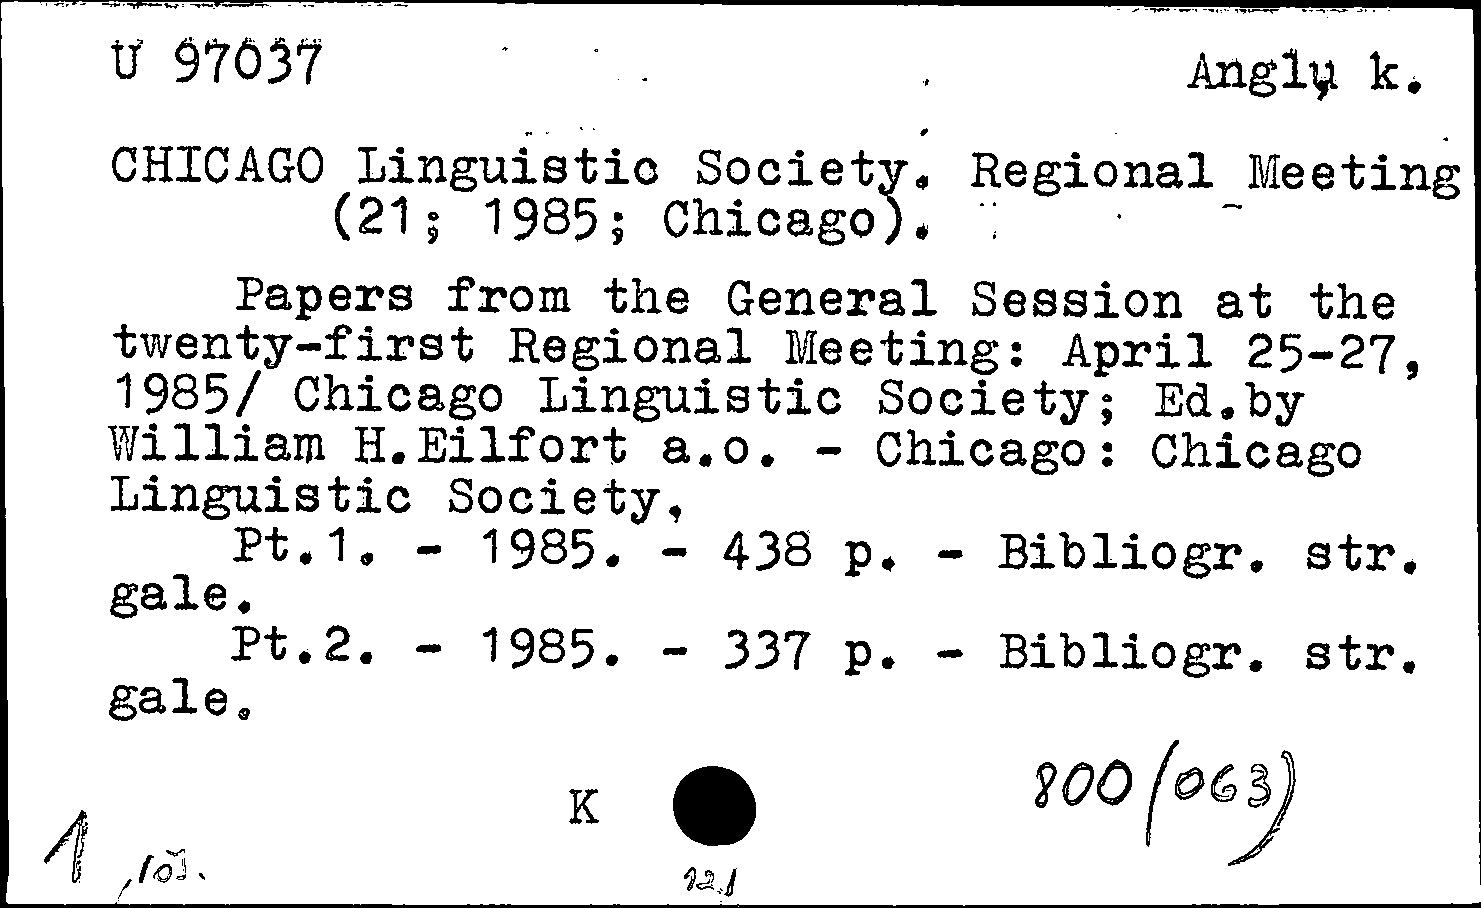 U 97037
Anglų k.
CHICAGO Linguistic Society. Regional Meeting
(21; 1985; Chicago).
Papers from the General Session at the
twenty-first Regional Meeting: April 25-27,
1985/ Chicago Linguistic Society; Ed.by
William H.Eilfort a.o. - Chicago: Chicago
Linguistic Society,
Pt.1. - 1985. - 438 p. - Bibliogr. str.
gale.
Pt.2. - 1985. - 337 p. - Bibliogr. str.
gale.
800(063)
K
1